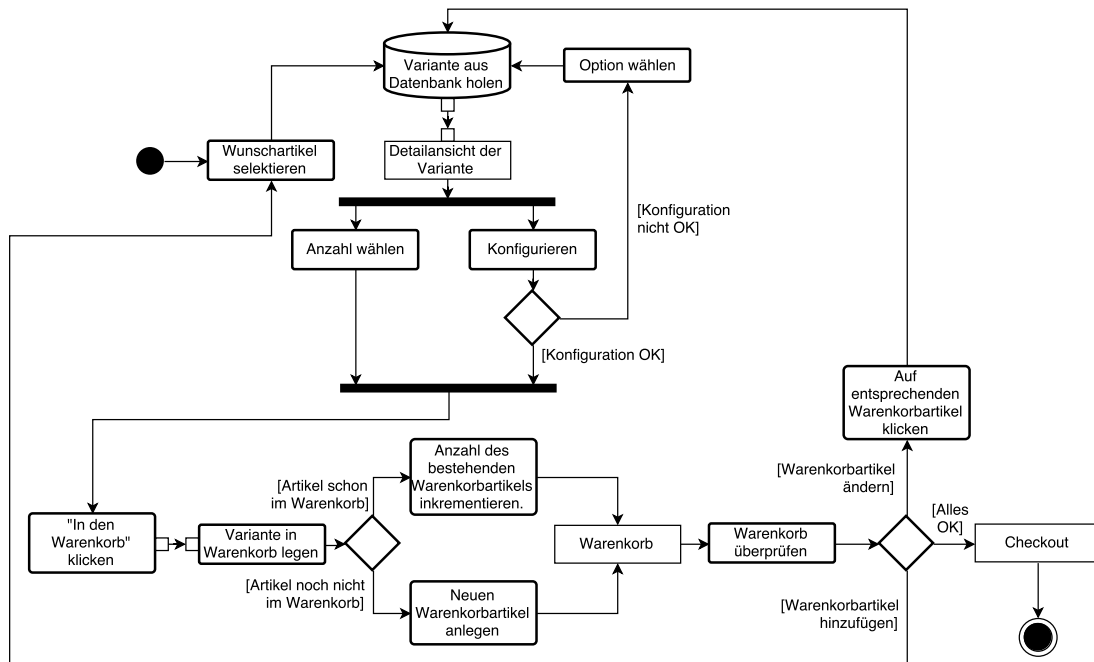 Variante aus
Datenbank holen
Option wählen
Wunschartikel
selektieren
Detailansicht der
Variante
[Konfiguration
nicht OK]
Anzahl wählen
Konfigurieren
[Konfiguration OK]
Auf
entsprechenden
Warenkorbartikel
klicken
Anzahl des
bestehenden
Warenkorbartikels
inkrementieren.
[Artikel schon
im Warenkorb]
[Warenkorbartikel
ändern]
[Alles
OK]
"In den
Warenkorb"
klicken
Variante in
Warenkorb legen
Warenkorb
Warenkorb
überprüfen
Checkout
[Artikel noch nicht
im Warenkorb]
Neuen
Warenkorbartikel
anlegen
[Warenkorbartikel
hinzufügen]